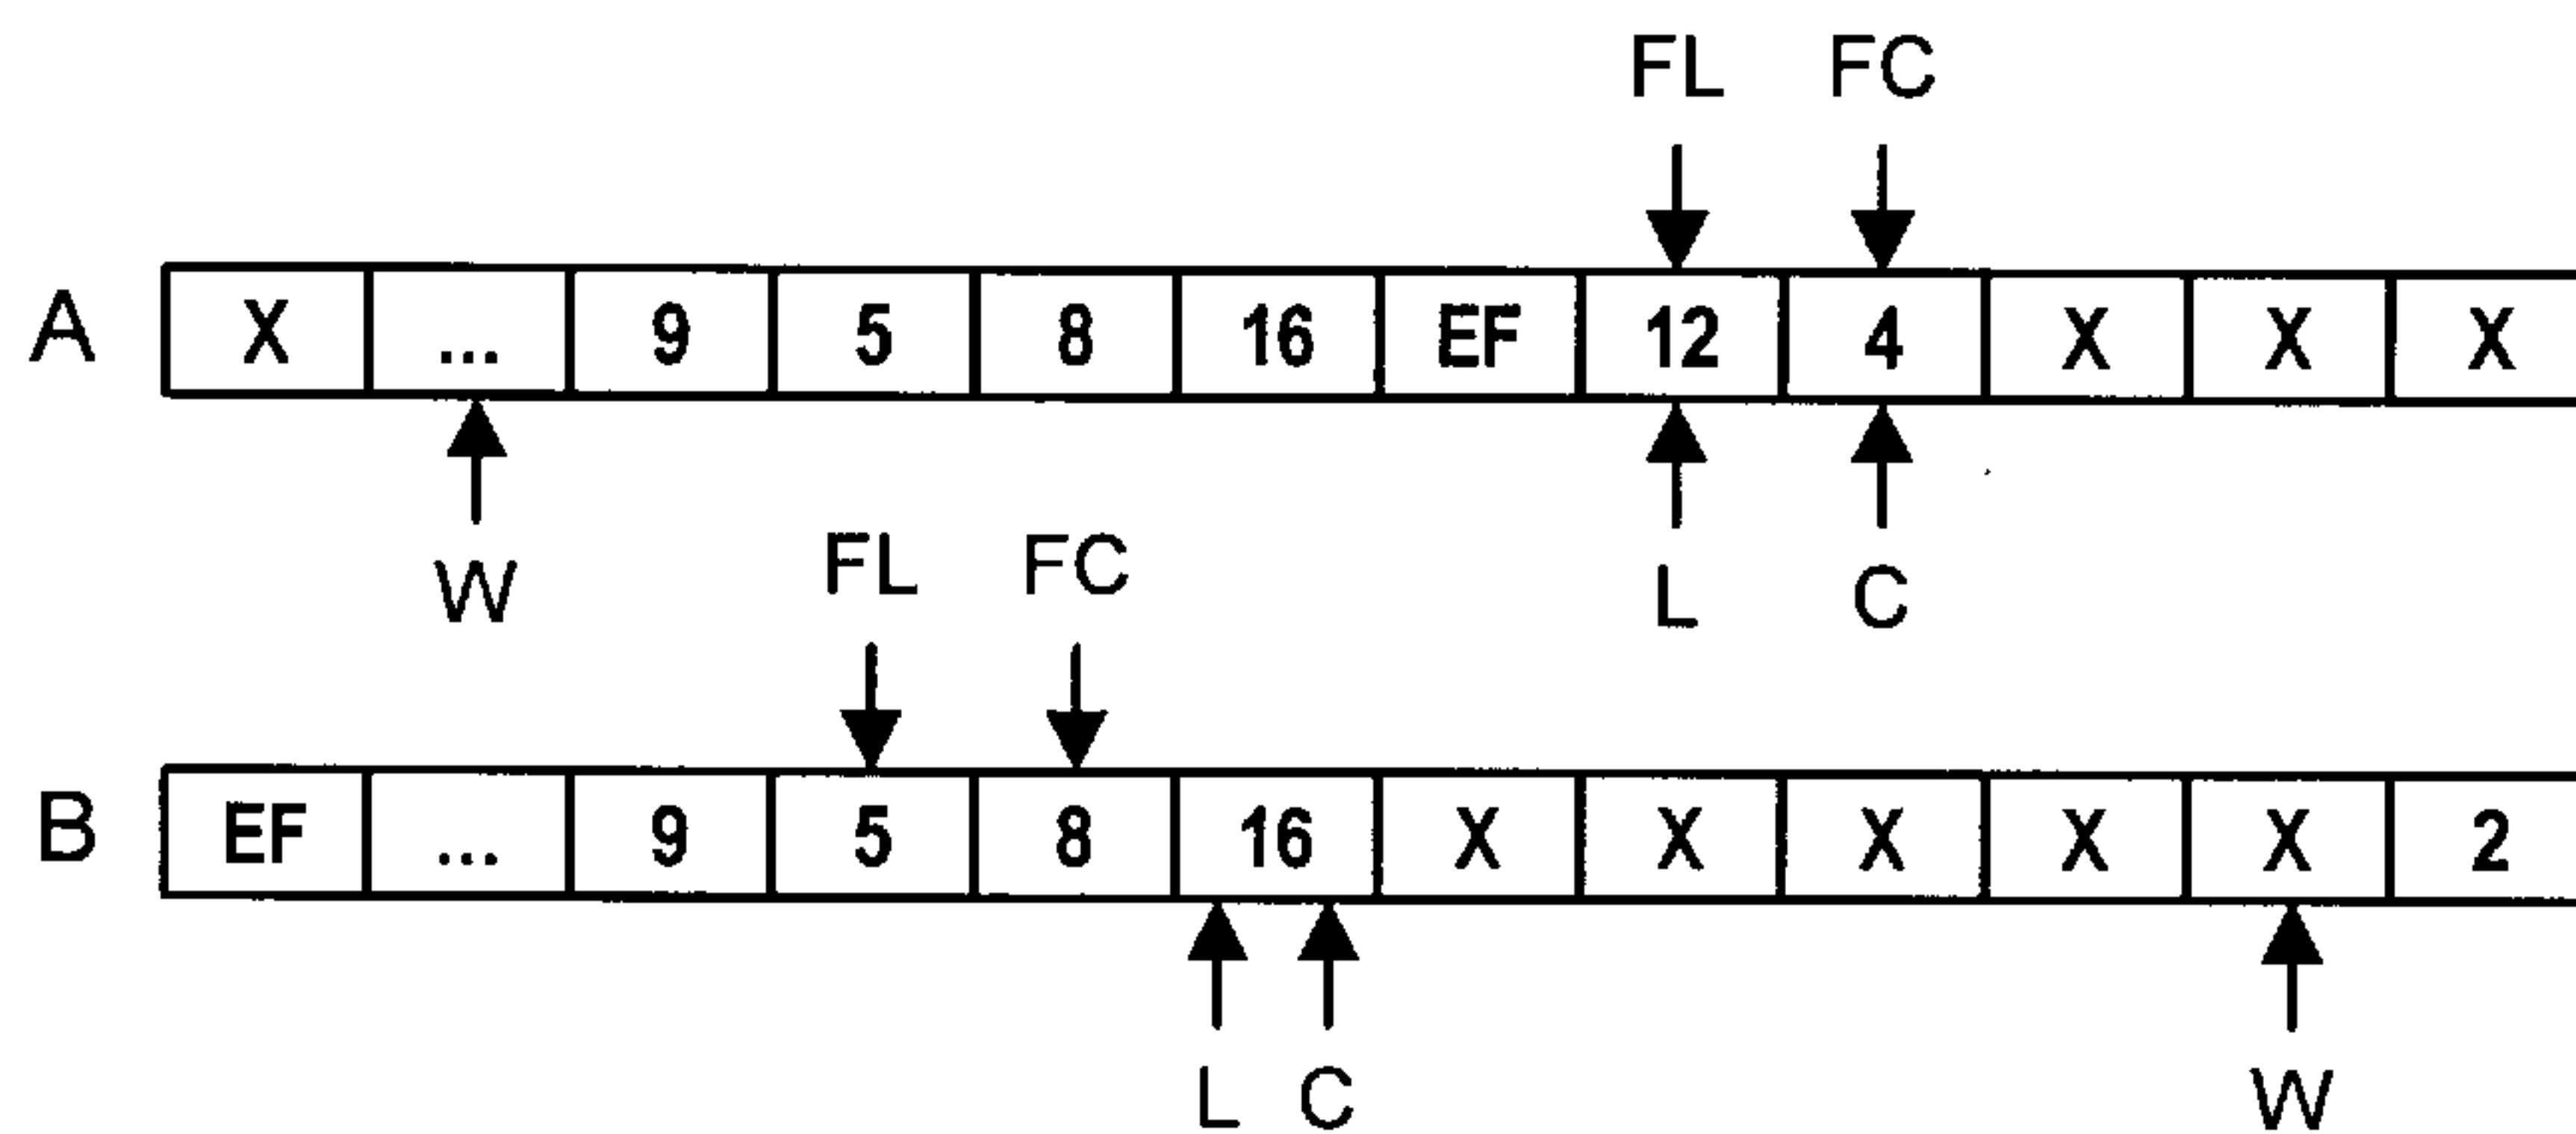 FL FC
A X ... 9 5 8 16 EF 12 4 X X X
W L C
FL FC
B EF ... 9 5 8 16 X X X X X 2
L C W